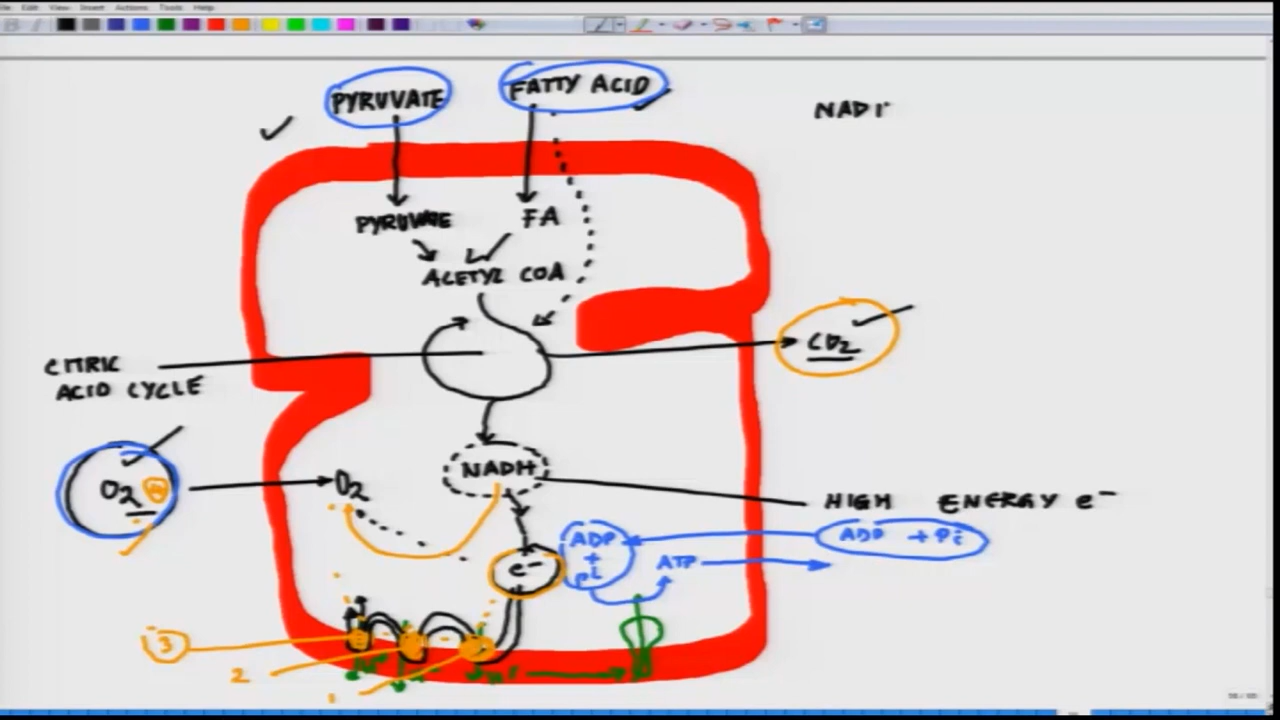 PYRUVATE
FATTY ACID
NADI
PYRUVATE
FA
ACETYL COA
CITRIC
ACID CYCLE
CO2
O2
O2
NADH
HIGH ENERGY e-
e-
ADP
+
Pi
ADP + Pi
ATP
3
2
1